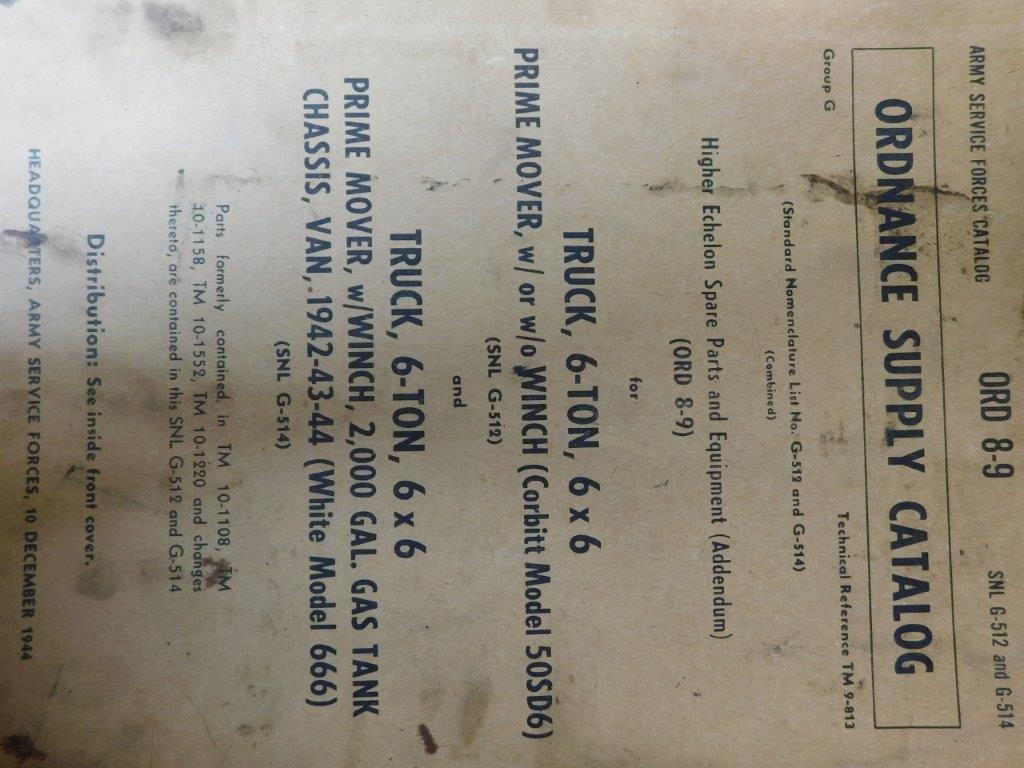 ARMY SERVICE FORCES CATALOG ORD 8-9 SNL G-512 and G-514
ORDNANCE SUPPLY CATALOG
Group G Technical Reference TM 9-813
(Standard Nomenclature List No. G-512 and G-514)
(Combined)
Higher Echelon Spare Parts and Equipment (Addendum)
(ORD 8-9)
for
TRUCK, 6-TON, 6 x 6
PRIME MOVER, w/ or w/o WINCH (Corbitt Model 50SD6)
(SNL G-512)
and
TRUCK, 6-TON, 6 x 6
PRIME MOVER, w/WINCH, 2,000 GAL. GAS TANK
CHASSIS, VAN, 1942-43-44 (White Model 666)
(SNL G-514)
Parts formerly contained in TM 10-1108, TM
10-1158, TM 10-1552, TM 10-1220 and changes
thereto, are contained in this SNL G-512 and G-514
Distribution: See inside front cover.
HEADQUARTERS, ARMY SERVICE FORCES, 10 DECEMBER 1944